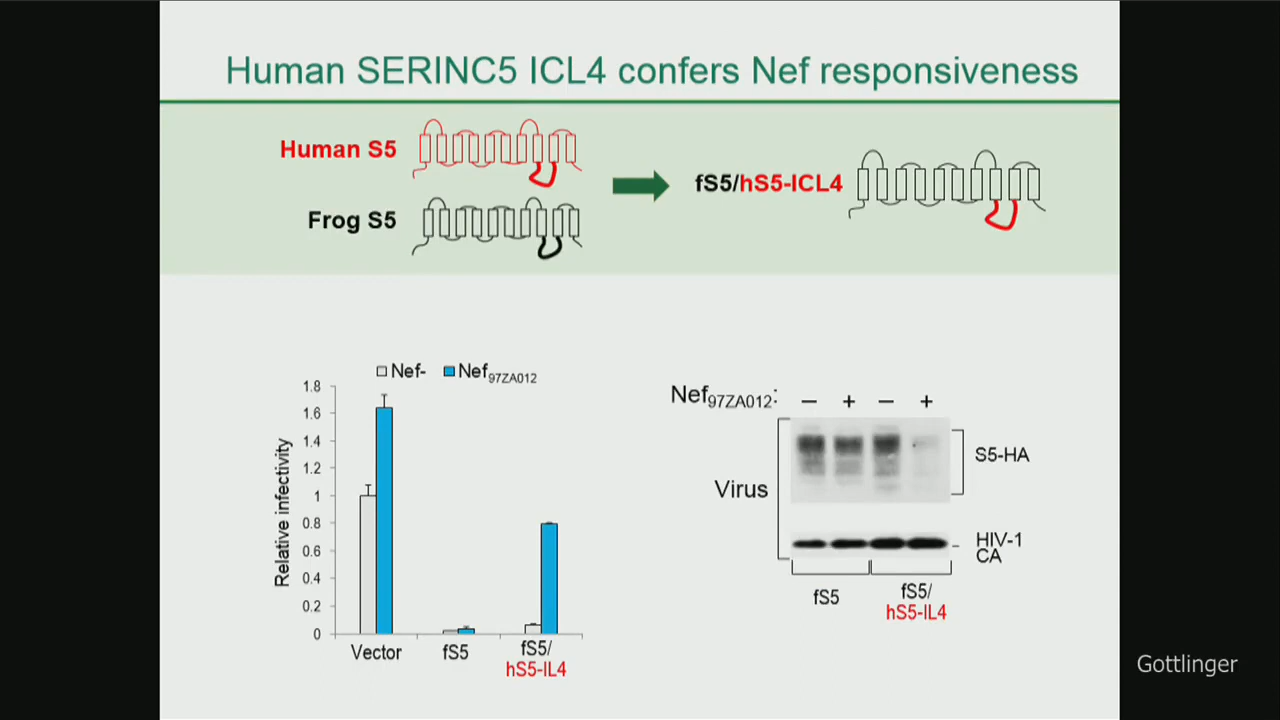 Human SERINC5 ICL4 confers Nef responsiveness
Human S5
Frog S5
fS5/hS5-ICL4
Nef- Nef97ZA012
Relative infectivity
1.8
1.6
1.4
1.2
1
0.8
0.6
0.4
0.2
0
Vector
fS5
fS5/
hS5-IL4
Nef97ZA012: − + − +
Virus
S5-HA
HIV-1
CA
fS5
fS5/
hS5-IL4
Gottlinger